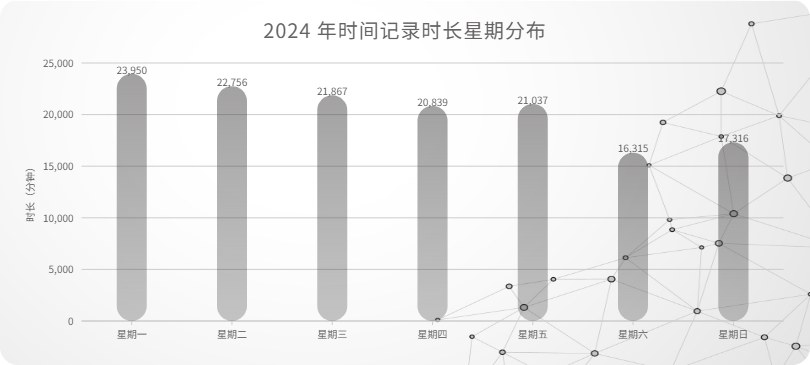 2024 年时间记录时长星期分布
时长（分钟）
25,000
20,000
15,000
10,000
5,000
0
23,950
22,756
21,867
20,839
21,037
16,315
17,316
星期一
星期二
星期三
星期四
星期五
星期六
星期日